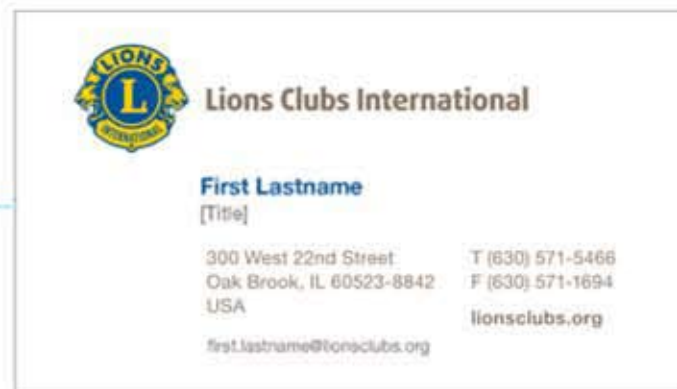 LIONS
L
INTERNATIONAL
Lions Clubs International
First Lastname
[Title]
300 West 22nd Street
Oak Brook, IL 60523-8842
USA
first.lastname@lionsclubs.org
T (630) 571-5466
F (630) 571-1694
lionsclubs.org